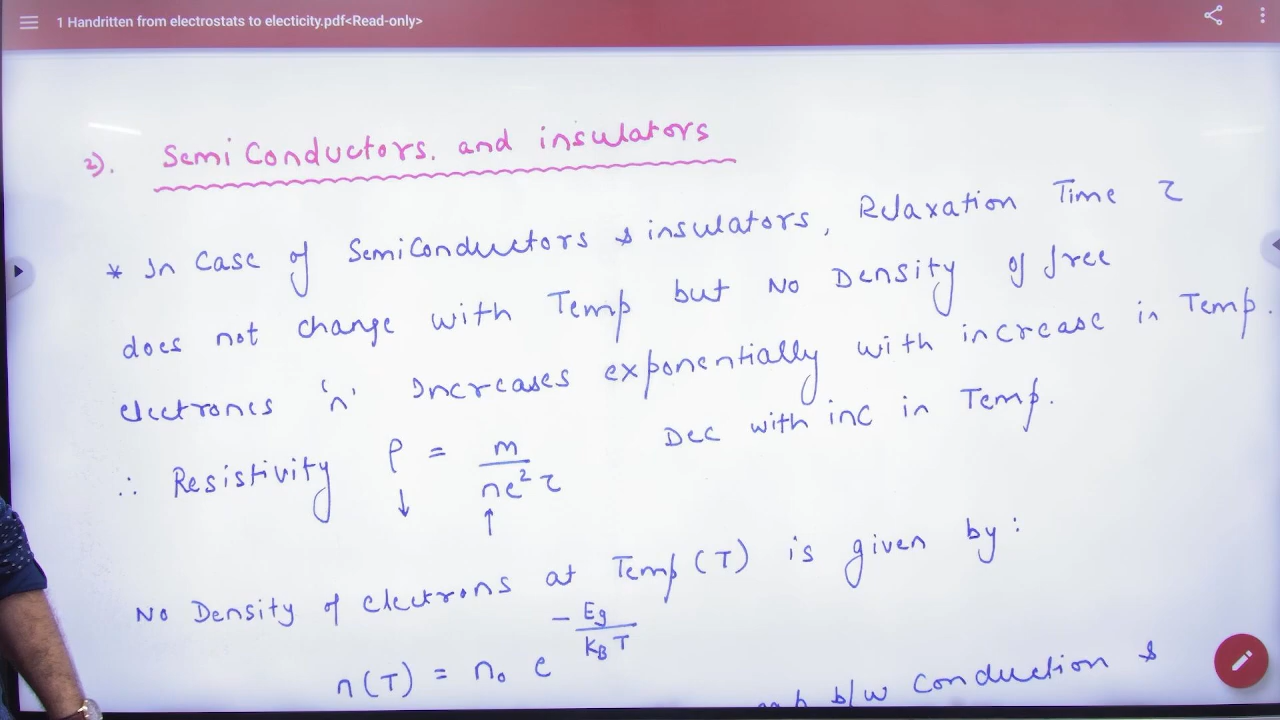 1 Handritten from electrostats to electicity.pdf<Read-only>
2). Semi Conductors. and insulators
* In Case of SemiConductors & insulators, Relaxation Time τ
does not change with Temp but No Density of free
electrones 'n' Increases exponentially with increase in Temp.
∴ Resistivity ρ = m / ne²τ Dec with inc in Temp.
↓ ↑
No Density of electrons at Temp (T) is given by :
n(T) = n₀ e^(-Eg / K_B T)
b/w Conduction &